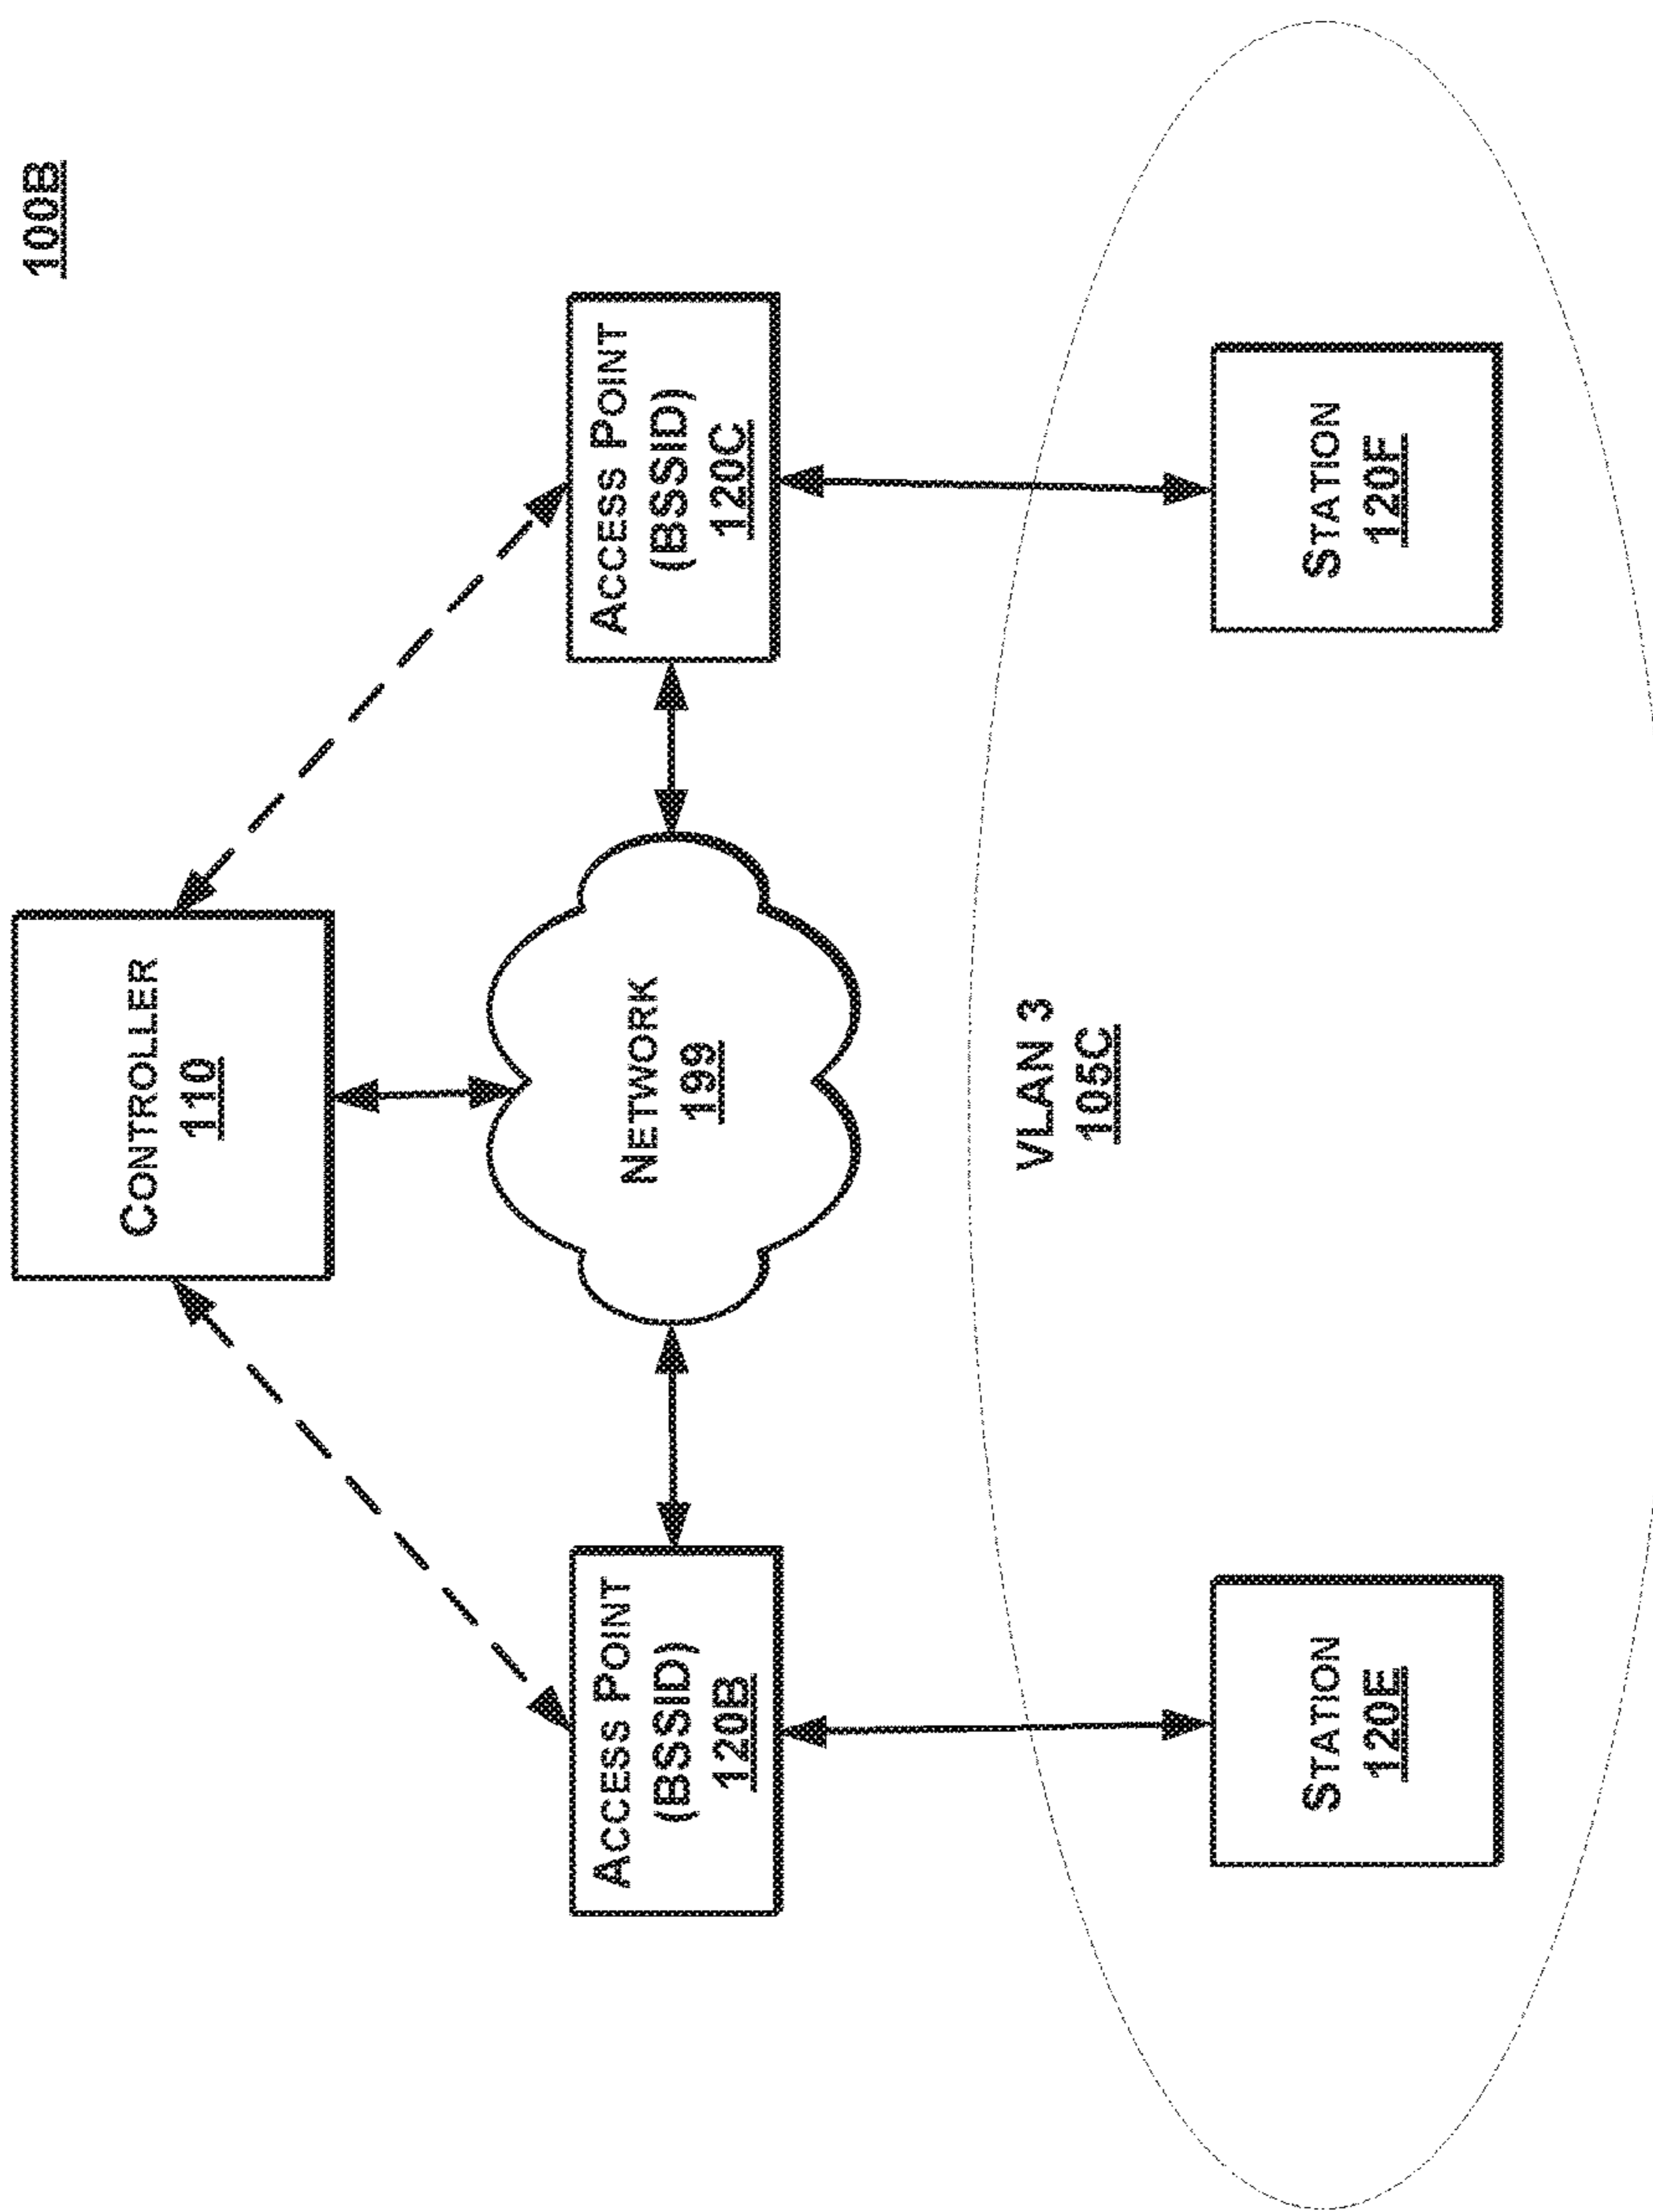 100B
CONTROLLER
110
ACCESS POINT
(BSSID)
120B
NETWORK
199
ACCESS POINT
(BSSID)
120C
VLAN 3
105C
STATION
120E
STATION
120F